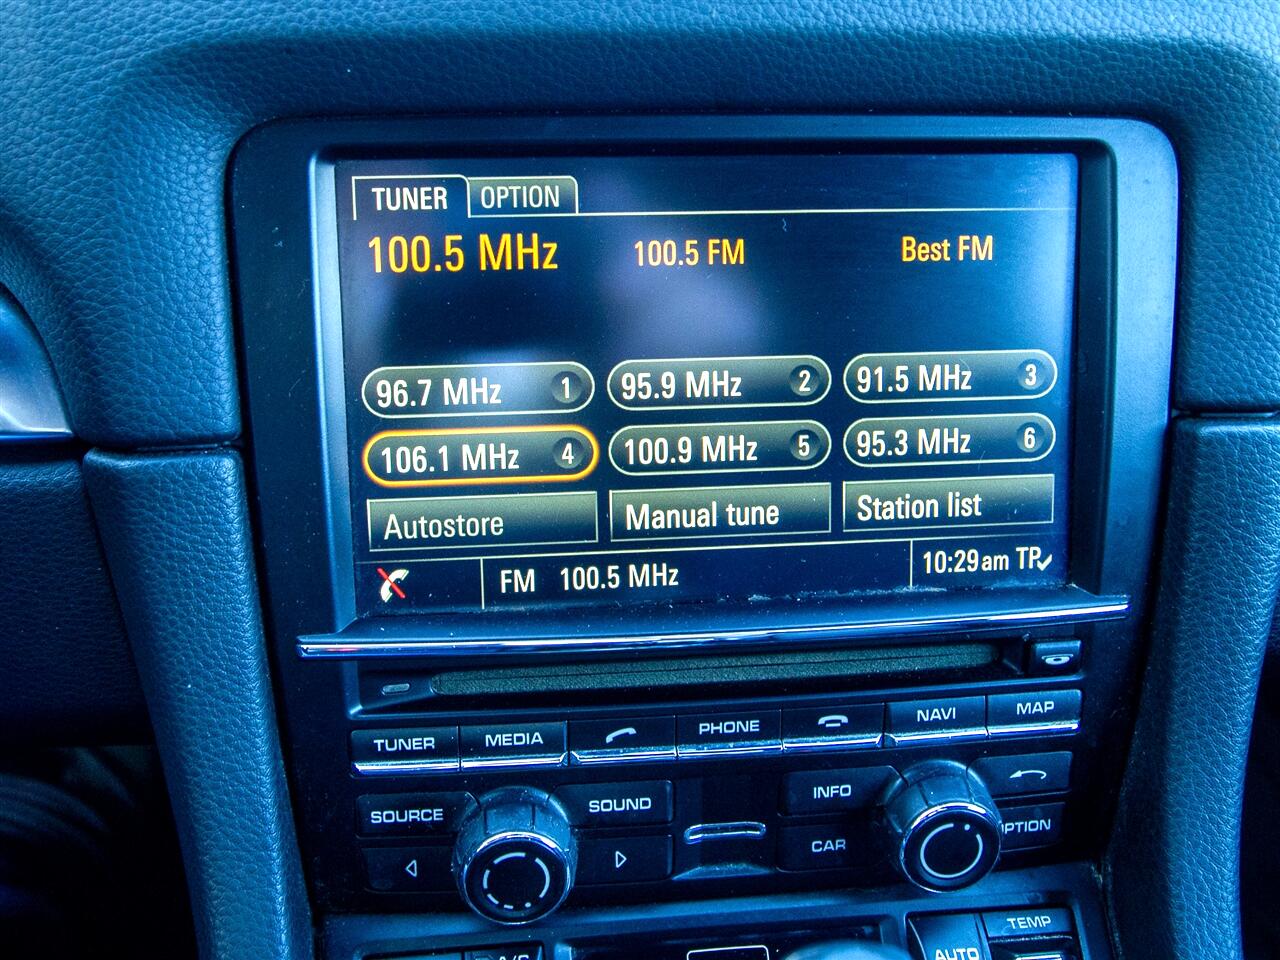 TUNER OPTION
100.5 MHz 100.5 FM Best FM
96.7 MHz 1 95.9 MHz 2 91.5 MHz 3
106.1 MHz 4 100.9 MHz 5 95.3 MHz 6
Autostore Manual tune Station list
FM 100.5 MHz 10:29am TP
TUNER MEDIA PHONE NAVI MAP
SOURCE SOUND INFO
CAR OPTION
TEMP
A/C AUTO